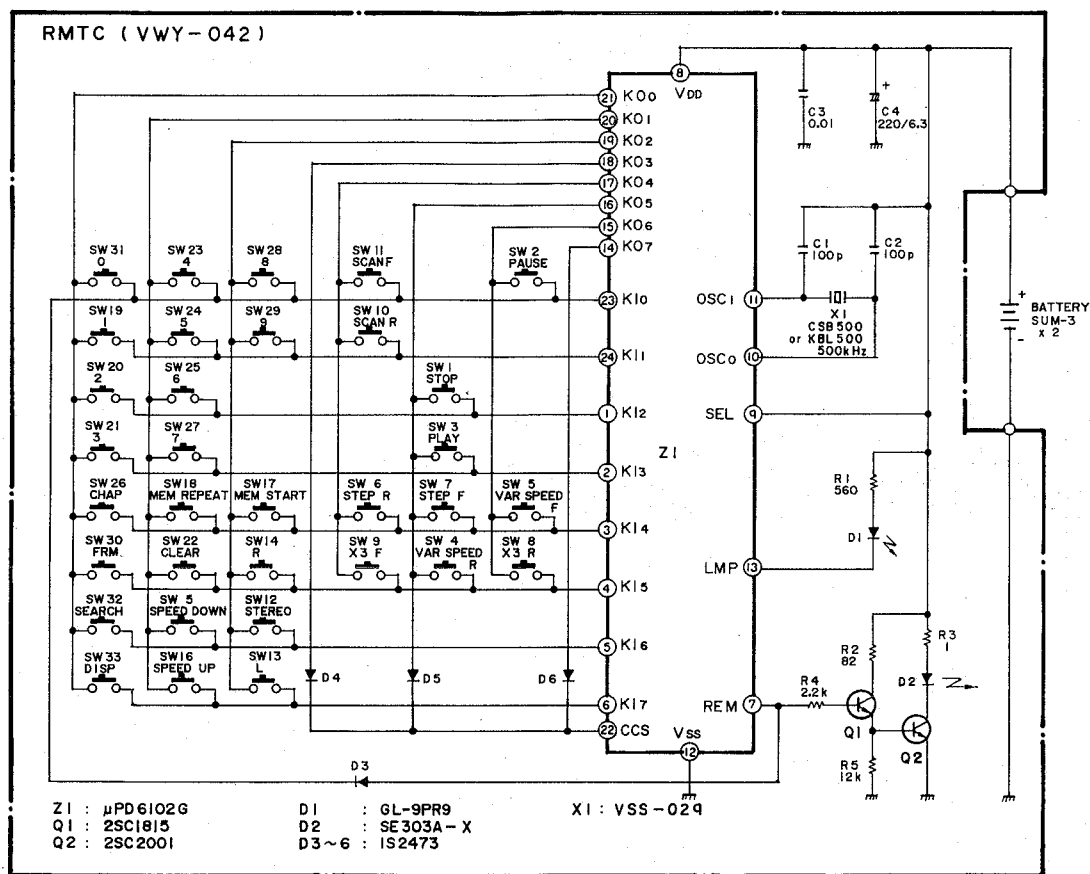 RMTC (VWY-042)
8
VDD
21 KO0
20 KO1
19 KO2
18 KO3
17 KO4
16 KO5
15 KO6
14 KO7
C3
0.01
+
C4
220/6.3
SW31
0
SW23
4
SW28
8
SW11
SCAN F
SW2
PAUSE
23 KI0
C1
100p
C2
100p
OSCI 11
X1
CSB500
or KBL500
500kHz
OSCO 10
+
BATTERY
SUM-3
x 2
-
SW19
1
SW24
5
SW29
9
SW10
SCAN R
24 KI1
SW20
2
SW25
6
SW1
STOP
1 KI2
SEL 9
SW21
3
SW27
7
SW3
PLAY
2 KI3
Z1
SW26
CHAP
SW18
MEM REPEAT
SW17
MEM START
SW6
STEP R
SW7
STEP F
SW5
VAR SPEED
F
3 KI4
R1
560
D1
LMP 13
SW30
FRM.
SW22
CLEAR
SW14
R
SW9
X3 F
SW4
VAR SPEED
R
SW8
X3 R
4 KI5
SW32
SEARCH
SW 5
SPEED DOWN
SW12
STEREO
5 KI6
R2
82
R3
1
SW33
DISP
SW16
SPEED UP
SW13
L
D4
D5
D6
6 KI7
REM 7
R4
2.2k
D2
Q1
Q2
22 CCS
VSS
12
R5
12k
D3
Z1 : μPD6102G
Q1 : 2SC1815
Q2 : 2SC2001
D1 : GL-9PR9
D2 : SE303A-X
D3~6 : 1S2473
X1 : VSS-029